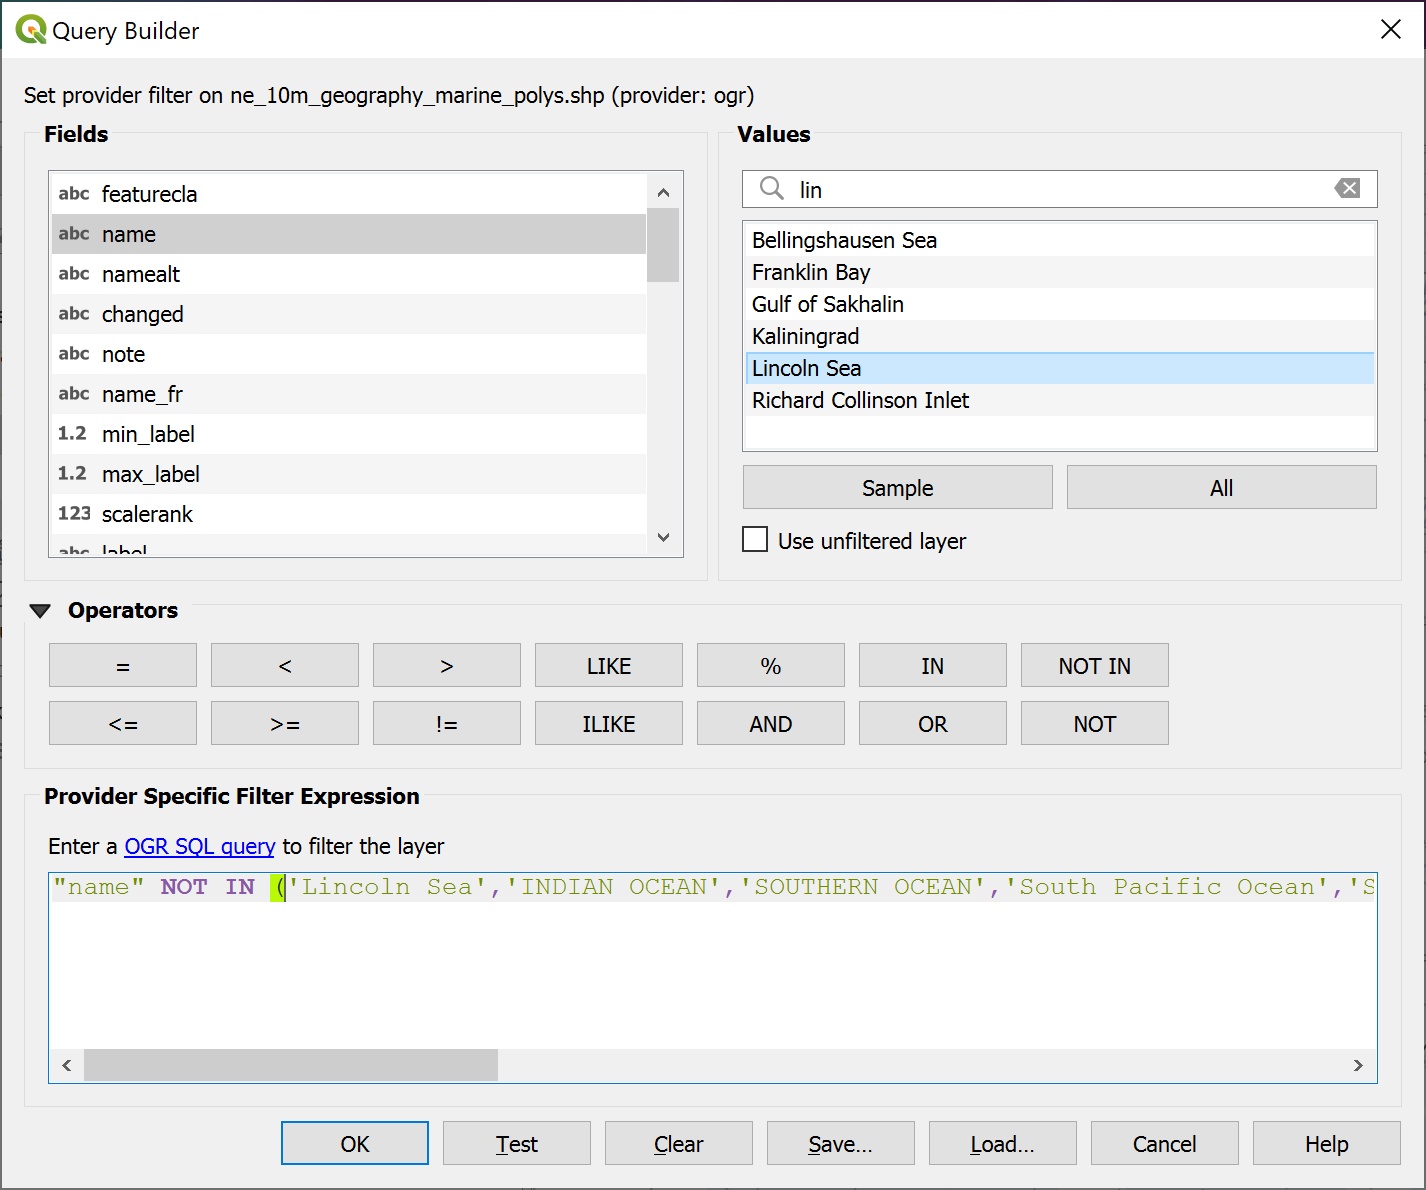 Query Builder
Set provider filter on ne_10m_geography_marine_polys.shp (provider: ogr)
Fields
abc featurecla
abc name
abc namealt
abc changed
abc note
abc name_fr
1.2 min_label
1.2 max_label
123 scalerank
abc label
Values
lin
Bellingshausen Sea
Franklin Bay
Gulf of Sakhalin
Kaliningrad
Lincoln Sea
Richard Collinson Inlet
Sample All
Use unfiltered layer
Operators
= < > LIKE % IN NOT IN
<= >= != ILIKE AND OR NOT
Provider Specific Filter Expression
Enter a OGR SQL query to filter the layer
"name" NOT IN ('Lincoln Sea','INDIAN OCEAN','SOUTHERN OCEAN','South Pacific Ocean','S
OK Test Clear Save... Load... Cancel Help